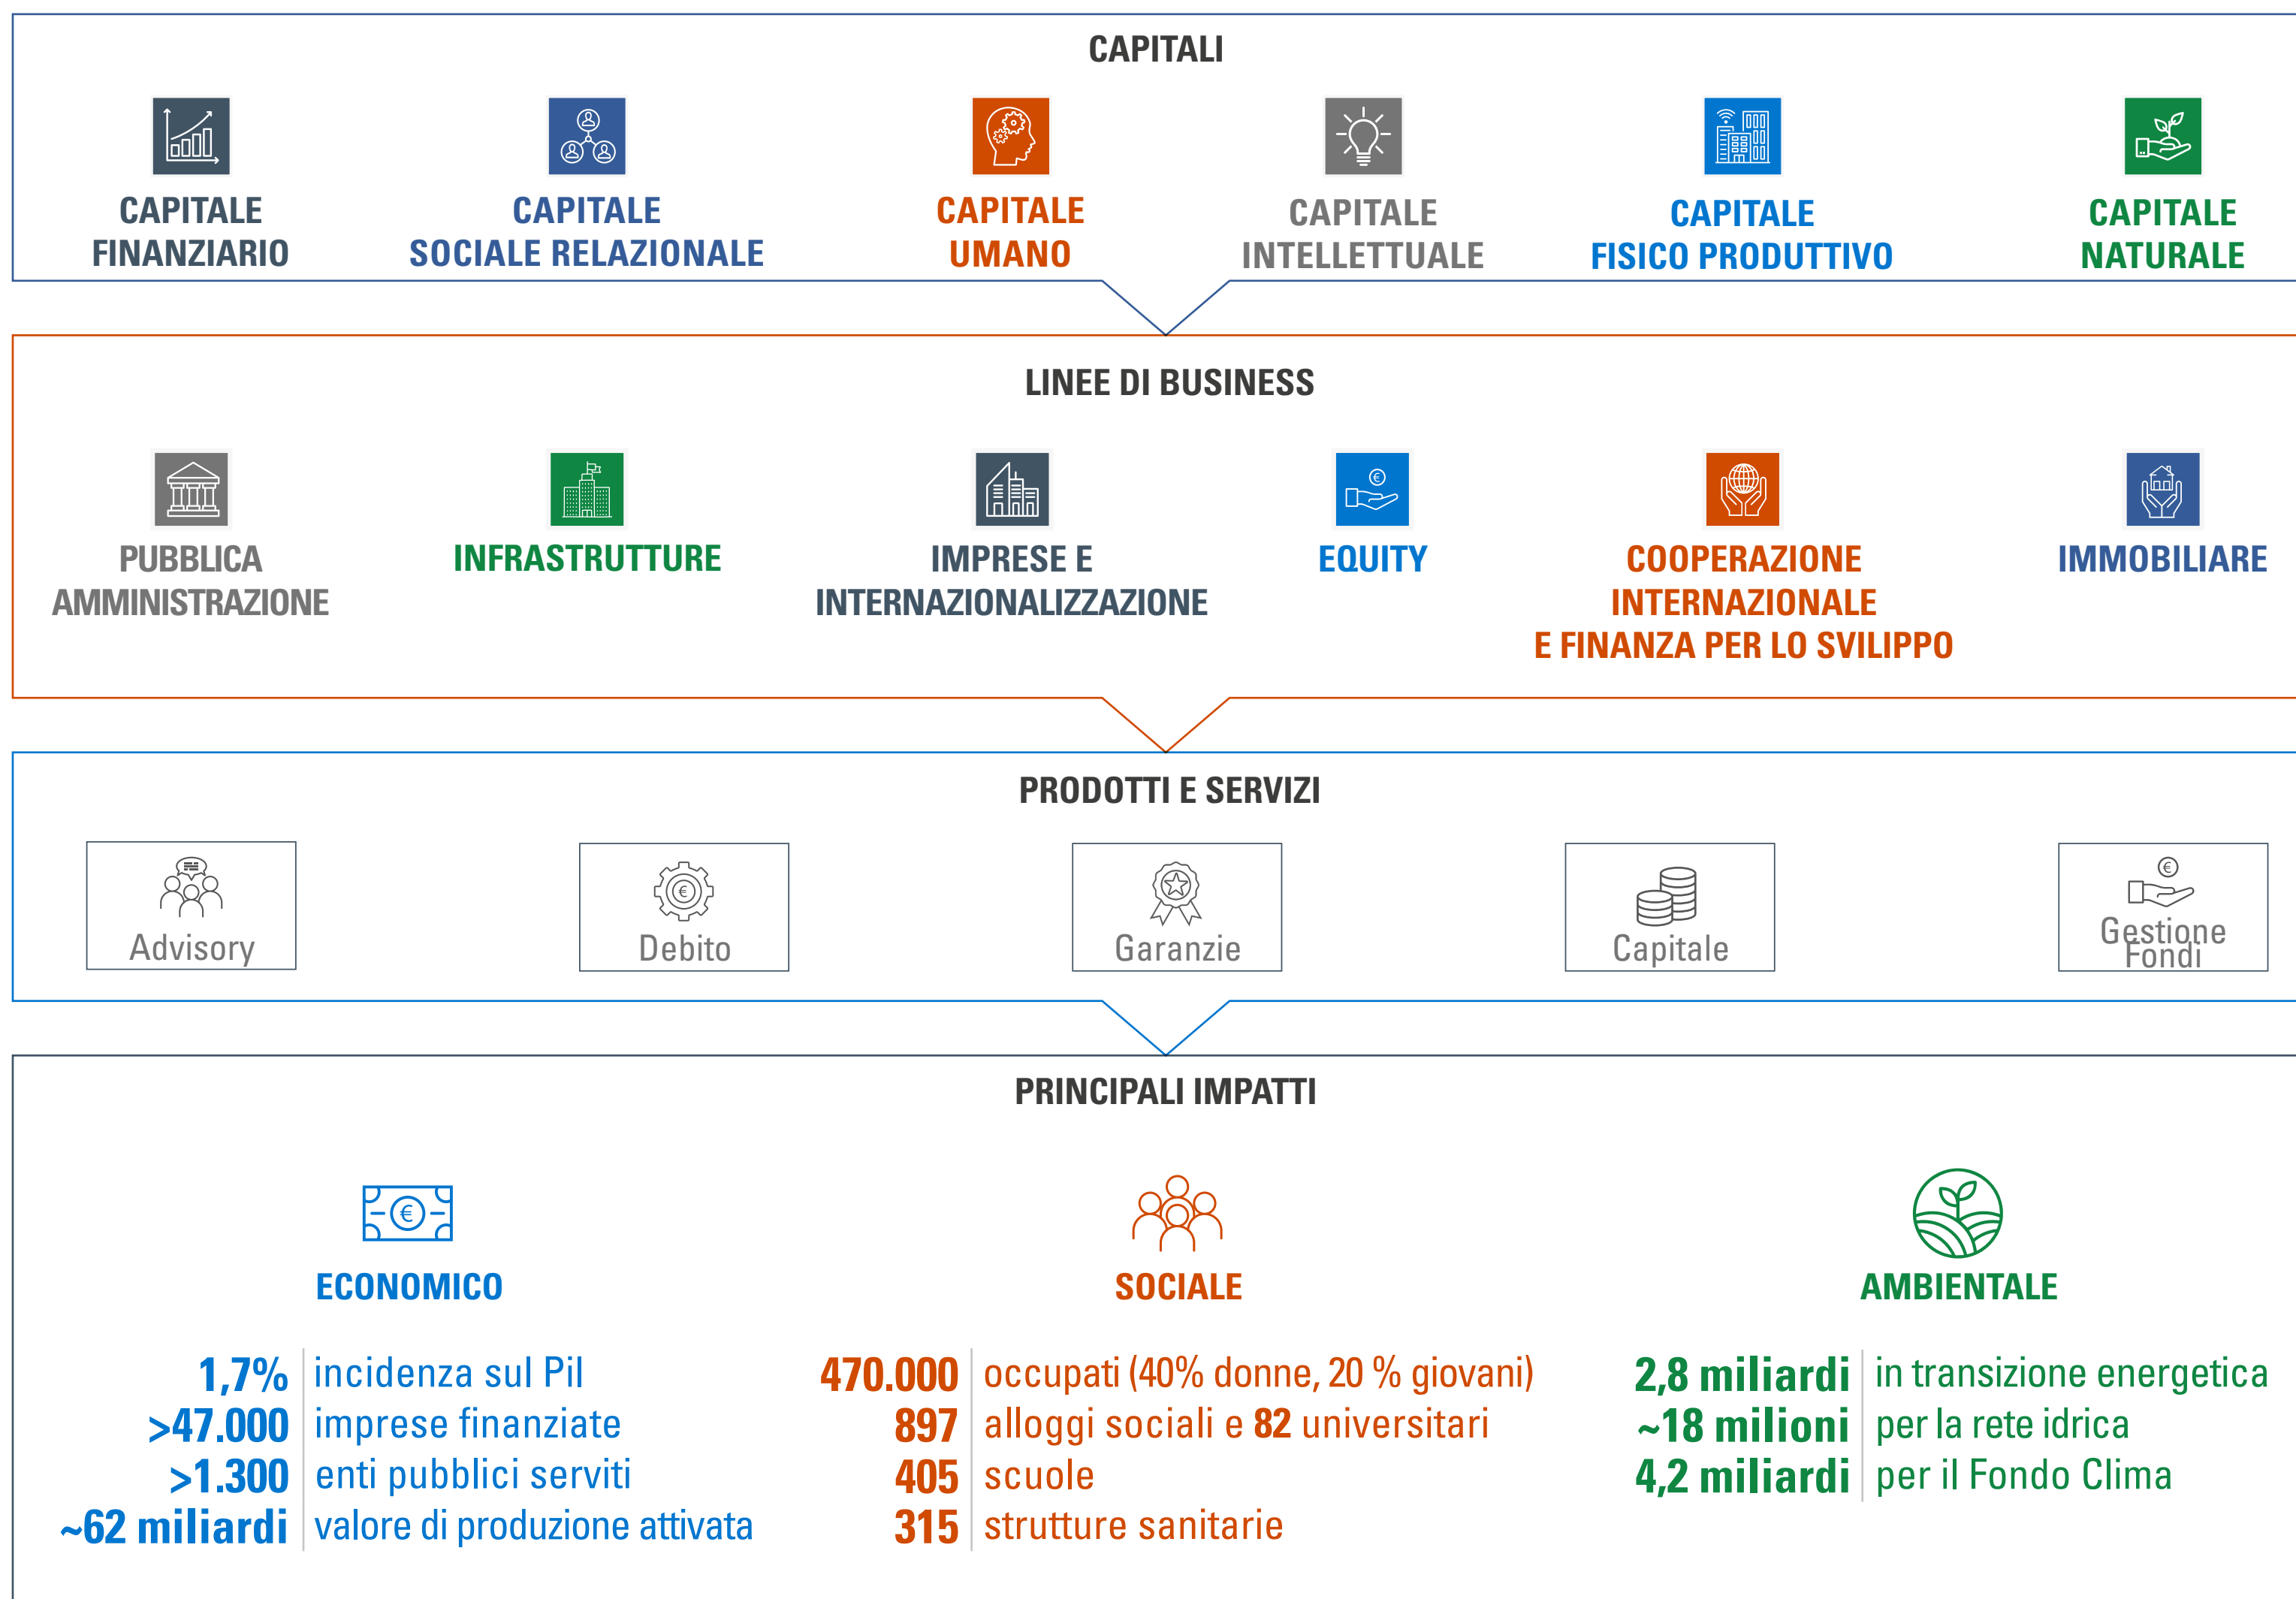 CAPITALI
CAPITALE
FINANZIARIO
CAPITALE
SOCIALE RELAZIONALE
CAPITALE
UMANO
CAPITALE
INTELLETTUALE
CAPITALE
FISICO PRODUTTIVO
CAPITALE
NATURALE
LINEE DI BUSINESS
PUBBLICA
AMMINISTRAZIONE
INFRASTRUTTURE
IMPRESE E
INTERNAZIONALIZZAZIONE
EQUITY
COOPERAZIONE
INTERNAZIONALE
E FINANZA PER LO SVILIPPO
IMMOBILIARE
PRODOTTI E SERVIZI
Advisory
Debito
Garanzie
Capitale
Gestione
Fondi
PRINCIPALI IMPATTI
ECONOMICO
1,7% incidenza sul Pil
>47.000 imprese finanziate
>1.300 enti pubblici serviti
~62 miliardi valore di produzione attivata
SOCIALE
470.000 occupati (40% donne, 20 % giovani)
897 alloggi sociali e 82 universitari
405 scuole
315 strutture sanitarie
AMBIENTALE
2,8 miliardi in transizione energetica
~18 milioni per la rete idrica
4,2 miliardi per il Fondo Clima